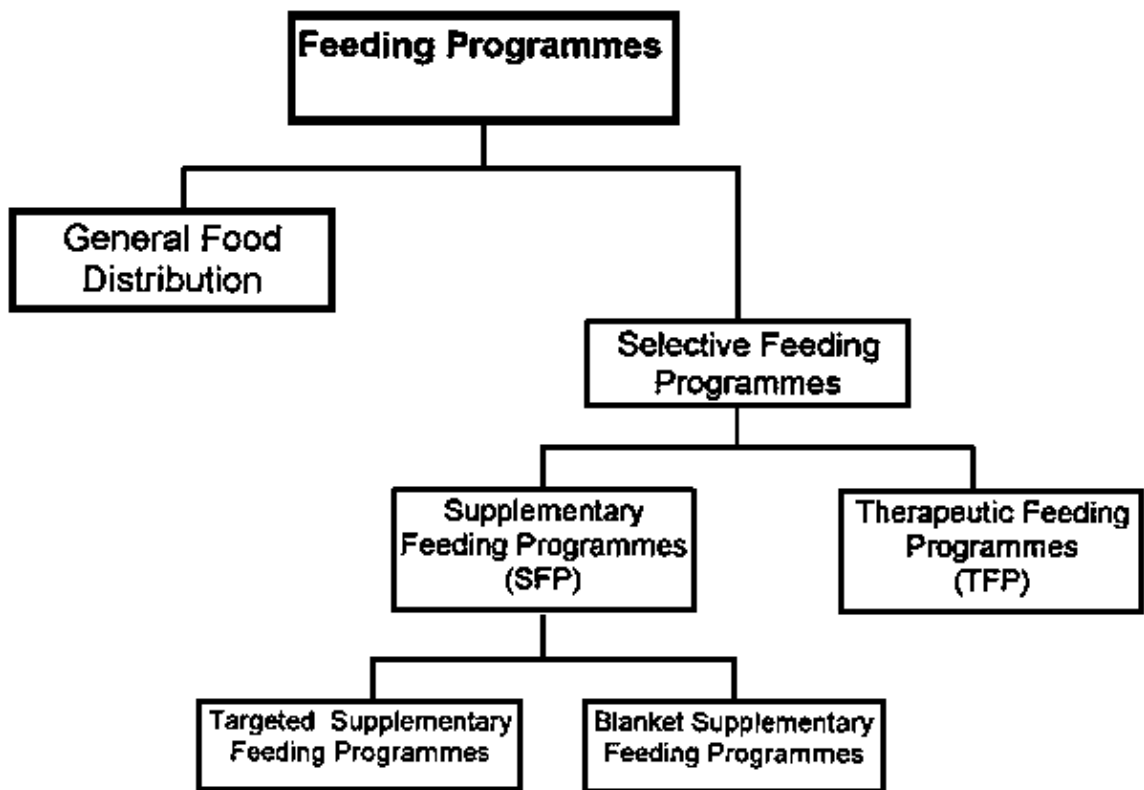 Feeding Programmes
General Food
Distribution
Selective Feeding
Programmes
Supplementary
Feeding Programmes
(SFP)
Therapeutic Feeding
Programmes
(TFP)
Targeted Supplementary
Feeding Programmes
Blanket Supplementary
Feeding Programmes